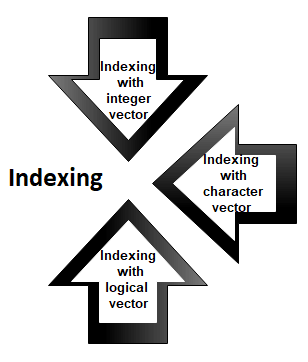 Indexing
with
integer
vector
Indexing
with
character
vector
Indexing
Indexing
with
logical
vector